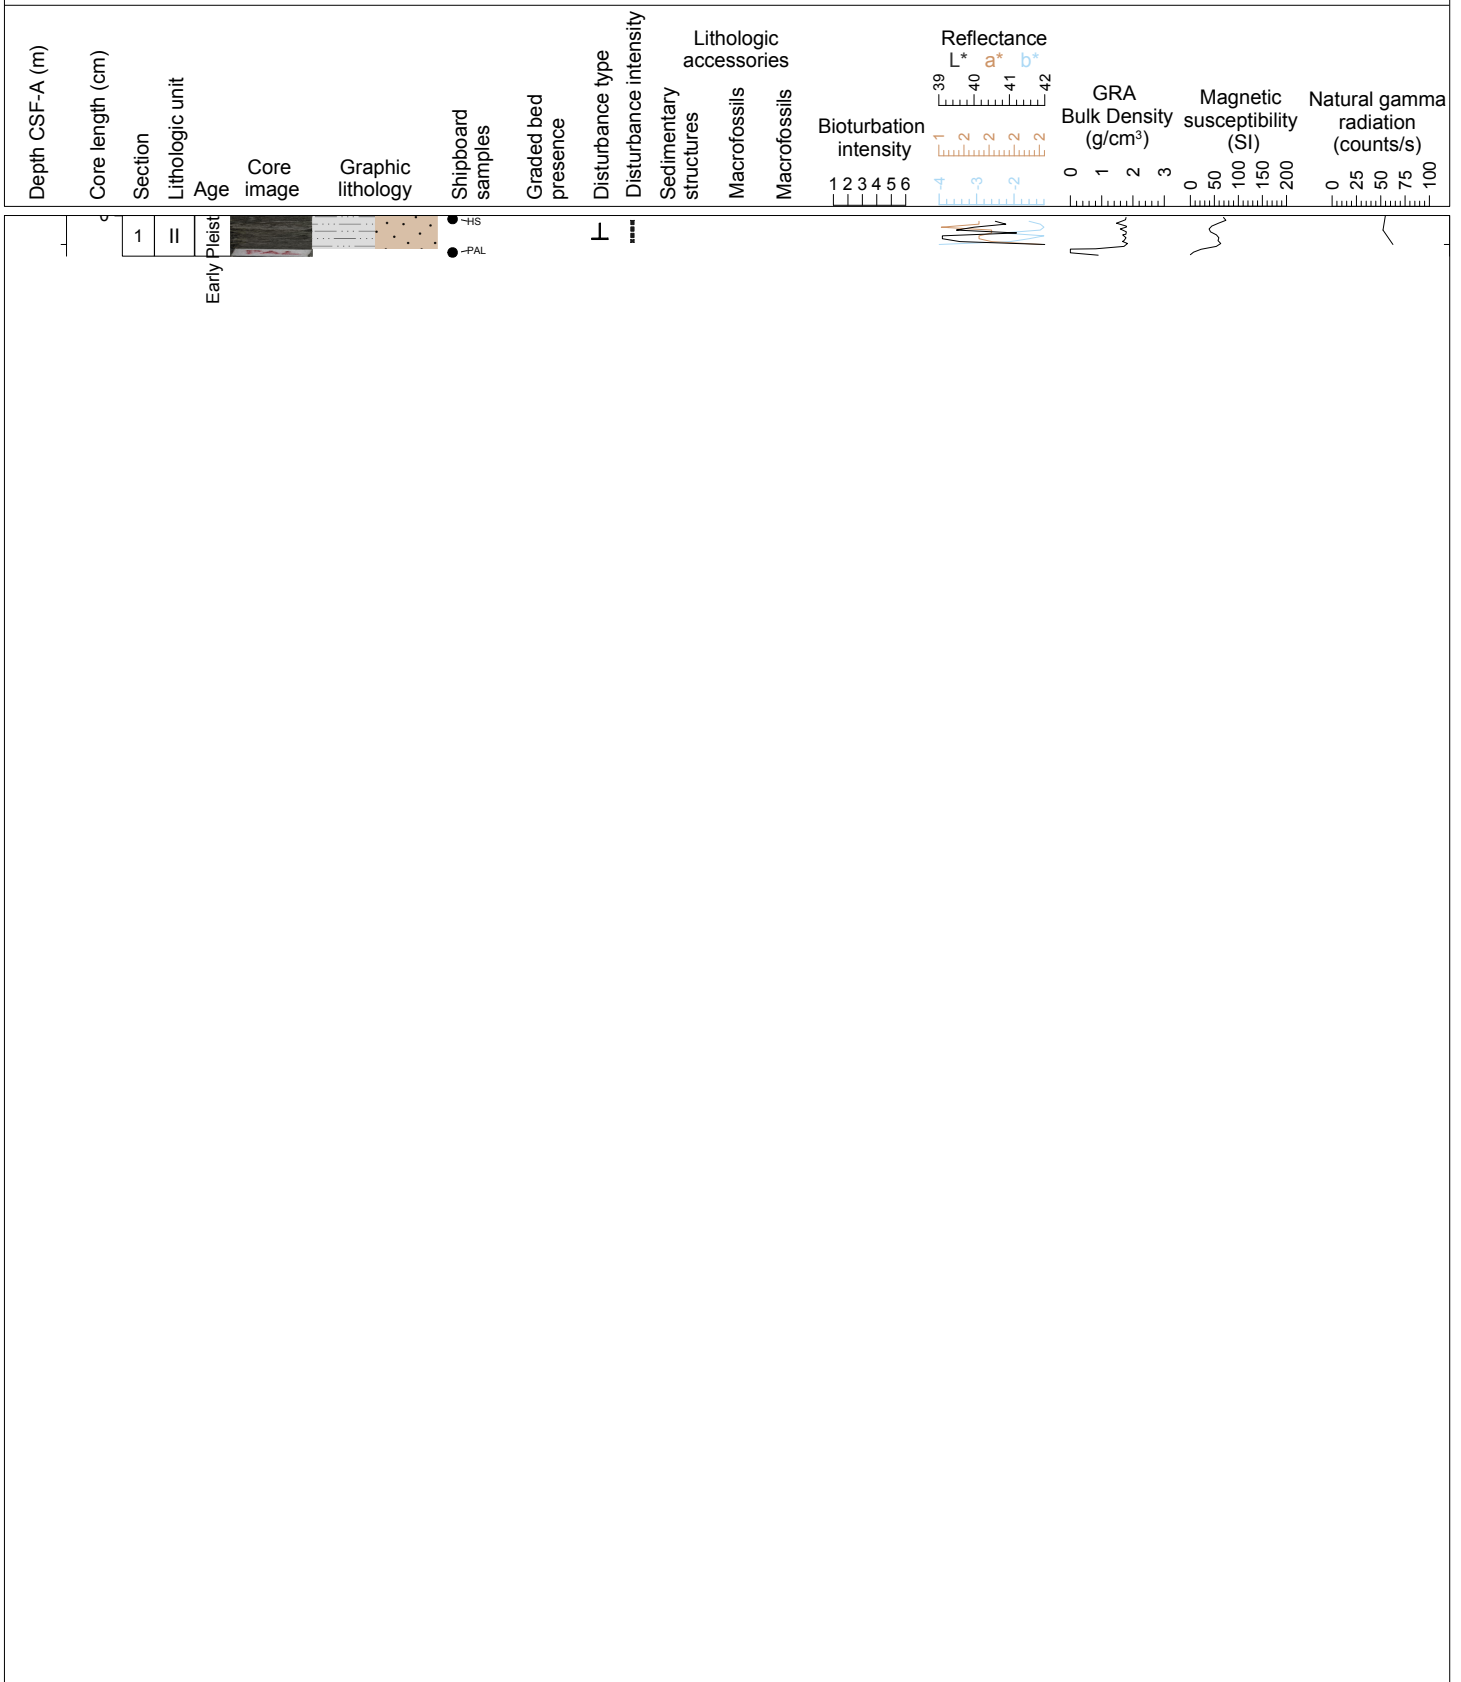 Depth CSF-A (m)
Core length (cm)
Section
Lithologic unit
Age
Core
image
Graphic
lithology
Shipboard
samples
Graded bed
presence
Disturbance type
Disturbance intensity
Lithologic
accessories
Sedimentary
structures
Macrofossils
Macrofossils
Bioturbation
intensity
1 2 3 4 5 6
Reflectance
L* a* b*
39 40 41 42
1 2 2 2 2
-4 -3 -2
GRA
Bulk Density
(g/cm³)
0 1 2 3
Magnetic
susceptibility
(SI)
0 50 100 150 200
Natural gamma
radiation
(counts/s)
0 25 50 75 100
1
II
Early Pleist
PAL
HS
PAL